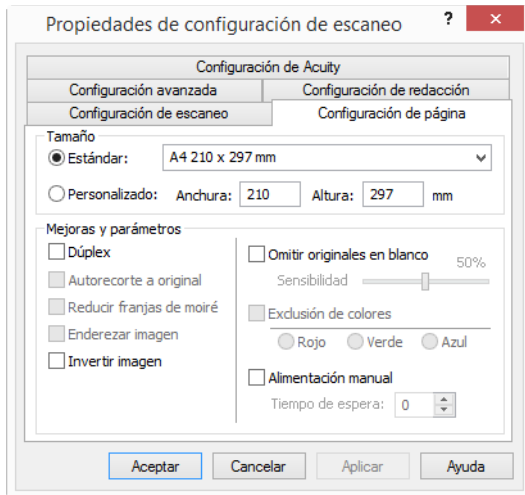 Propiedades de configuración de escaneo ? ×
Configuración de Acuity
Configuración avanzada Configuración de redacción
Configuración de escaneo Configuración de página
Tamaño
Estándar: A4 210 x 297 mm
Personalizado: Anchura: 210 Altura: 297 mm
Mejoras y parámetros
Dúplex
Autorecorte a original
Reducir franjas de moiré
Enderezar imagen
Invertir imagen
Omitir originales en blanco
50%
Sensibilidad
Exclusión de colores
Rojo Verde Azul
Alimentación manual
Tiempo de espera: 0
Aceptar Cancelar Aplicar Ayuda